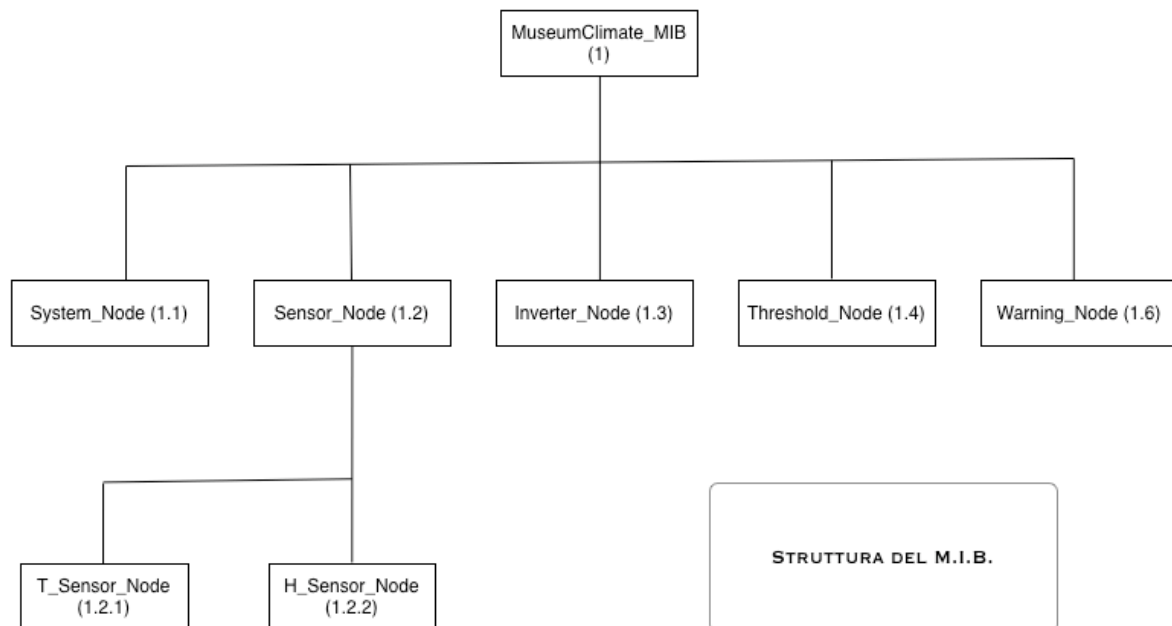 MuseumClimate_MIB
(1)
System_Node (1.1)
Sensor_Node (1.2)
Inverter_Node (1.3)
Threshold_Node (1.4)
Warning_Node (1.6)
T_Sensor_Node
(1.2.1)
H_Sensor_Node
(1.2.2)
STRUTTURA DEL M.I.B.